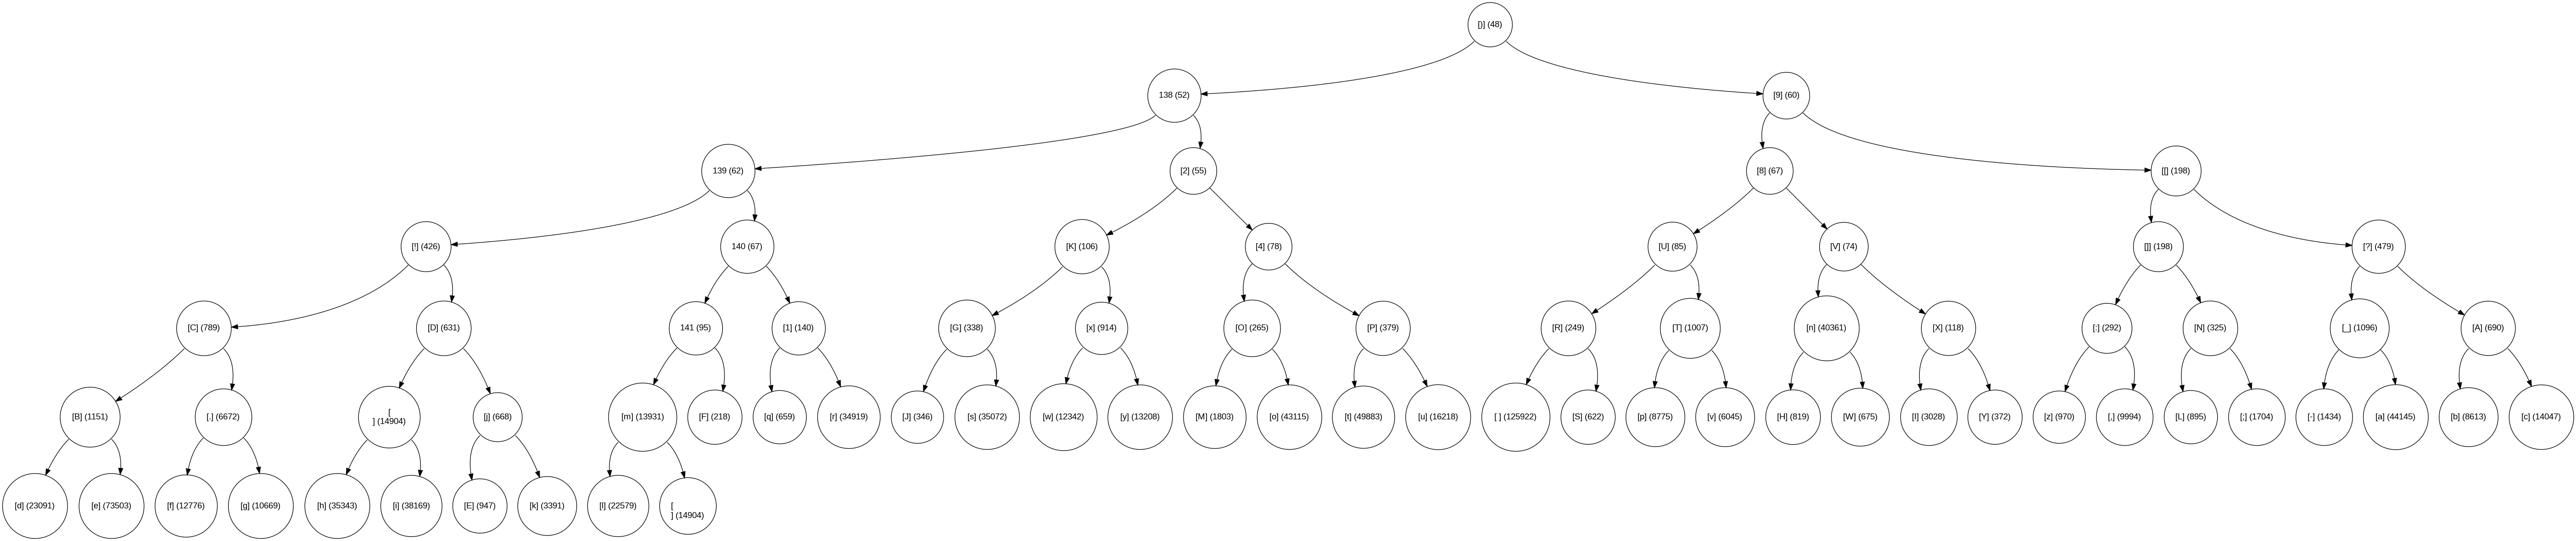 [)] (48)
138 (52)
[9] (60)
139 (62)
[2] (55)
[8] (67)
[[] (198)
[!] (426)
140 (67)
[K] (106)
[4] (78)
[U] (85)
[V] (74)
[]] (198)
[?] (479)
[C] (789)
[D] (631)
141 (95)
[1] (140)
[G] (338)
[x] (914)
[O] (265)
[P] (379)
[R] (249)
[T] (1007)
[n] (40361)
[X] (118)
[:] (292)
[N] (325)
[_] (1096)
[A] (690)
[B] (1151)
[.] (6672)
[
] (14904)
[j] (668)
[m] (13931)
[F] (218)
[q] (659)
[r] (34919)
[J] (346)
[s] (35072)
[w] (12342)
[y] (13208)
[M] (1803)
[o] (43115)
[t] (49883)
[u] (16218)
[ ] (125922)
[S] (622)
[p] (8775)
[v] (6045)
[H] (819)
[W] (675)
[I] (3028)
[Y] (372)
[z] (970)
[,] (9994)
[L] (895)
[;] (1704)
[-] (1434)
[a] (44145)
[b] (8613)
[c] (14047)
[d] (23091)
[e] (73503)
[f] (12776)
[g] (10669)
[h] (35343)
[i] (38169)
[E] (947)
[k] (3391)
[l] (22579)
[
] (14904)